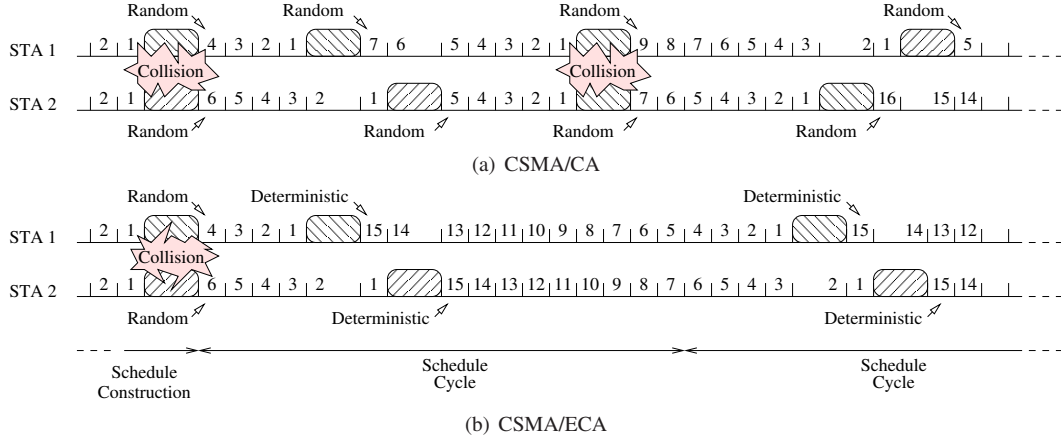 Random Random Random Random
STA 1 2 1 4 3 2 1 7 6 5 4 3 2 1 9 8 7 6 5 4 3 2 1 5
Collision Collision
STA 2 2 1 6 5 4 3 2 1 5 4 3 2 1 7 6 5 4 3 2 1 16 15 14
Random Random Random Random
(a) CSMA/CA
Random Deterministic Deterministic
STA 1 2 1 4 3 2 1 15 14 13 12 11 10 9 8 7 6 5 4 3 2 1 15 14 13 12
Collision
STA 2 2 1 6 5 4 3 2 1 15 14 13 12 11 10 9 8 7 6 5 4 3 2 1 15 14
Random Deterministic Deterministic
Schedule Construction
Schedule Cycle
Schedule Cycle
(b) CSMA/ECA